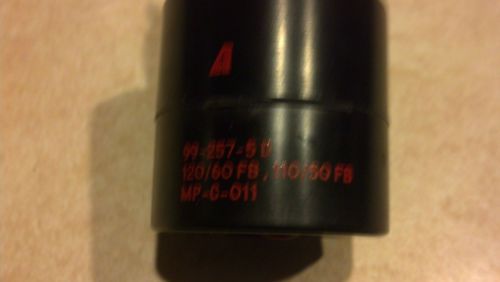 A
99-257-5 D
120/60 FB, 110/50 FB
MP-C-011